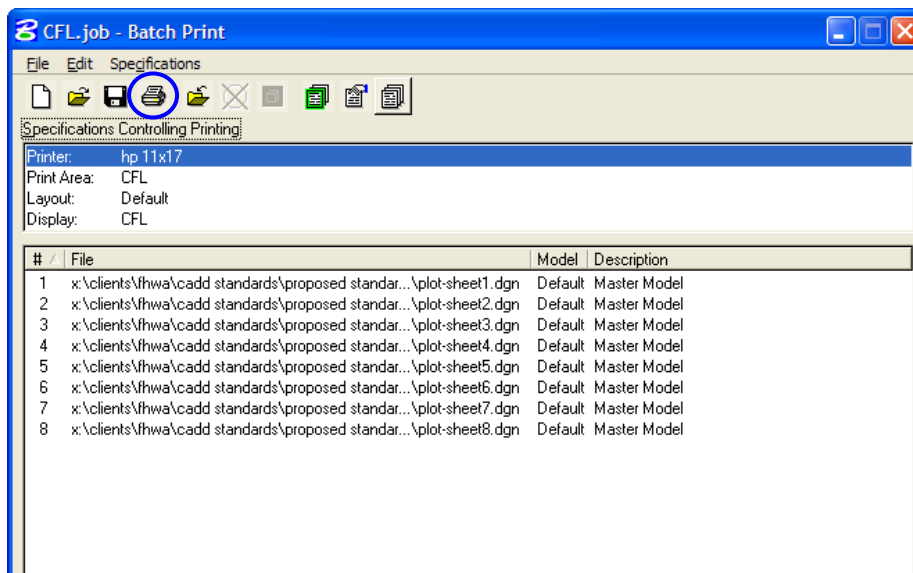 CFL.job - Batch Print
File Edit Specifications
Specifications Controlling Printing
Printer: hp 11x17
Print Area: CFL
Layout: Default
Display: CFL
# File Model Description
1 x:\clients\fhwa\cadd standards\proposed standar...\plot-sheet1.dgn Default Master Model
2 x:\clients\fhwa\cadd standards\proposed standar...\plot-sheet2.dgn Default Master Model
3 x:\clients\fhwa\cadd standards\proposed standar...\plot-sheet3.dgn Default Master Model
4 x:\clients\fhwa\cadd standards\proposed standar...\plot-sheet4.dgn Default Master Model
5 x:\clients\fhwa\cadd standards\proposed standar...\plot-sheet5.dgn Default Master Model
6 x:\clients\fhwa\cadd standards\proposed standar...\plot-sheet6.dgn Default Master Model
7 x:\clients\fhwa\cadd standards\proposed standar...\plot-sheet7.dgn Default Master Model
8 x:\clients\fhwa\cadd standards\proposed standar...\plot-sheet8.dgn Default Master Model